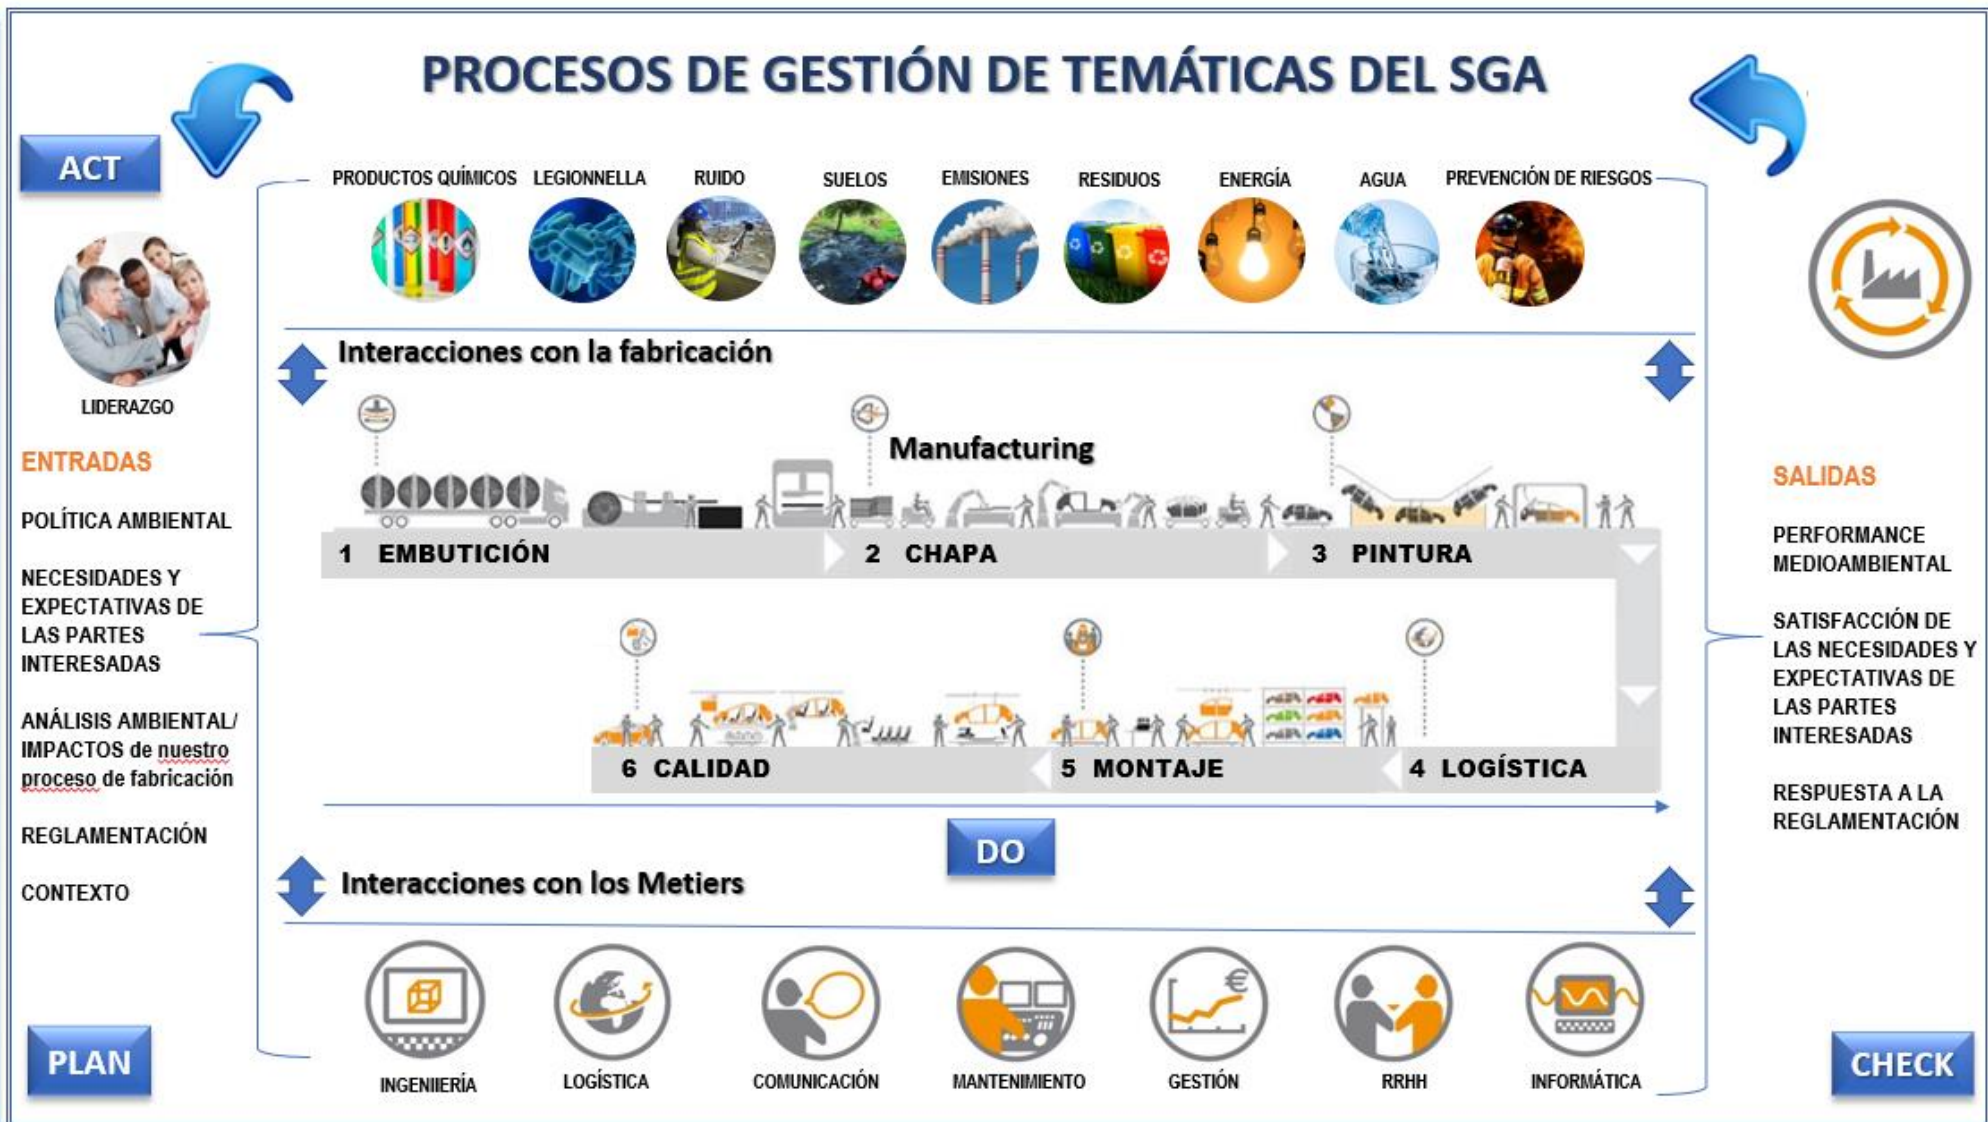 PROCESOS DE GESTIÓN DE TEMÁTICAS DEL SGA
ACT
PRODUCTOS QUÍMICOS
LEGIONNELLA
RUIDO
SUELOS
EMISIONES
RESIDUOS
ENERGÍA
AGUA
PREVENCIÓN DE RIESGOS
LIDERAZGO
ENTRADAS
POLÍTICA AMBIENTAL
NECESIDADES Y
EXPECTATIVAS DE
LAS PARTES
INTERESADAS
ANÁLISIS AMBIENTAL/
IMPACTOS de nuestro
proceso de fabricación
REGLAMENTACIÓN
CONTEXTO
PLAN
Interacciones con la fabricación
Manufacturing
1 EMBUTICIÓN
2 CHAPA
3 PINTURA
6 CALIDAD
5 MONTAJE
4 LOGÍSTICA
DO
Interacciones con los Metiers
INGENIIERÍA
LOGÍSTICA
COMUNICACIÓN
MANTENIMIENTO
GESTIÓN
RRHH
INFORMÁTICA
SALIDAS
PERFORMANCE
MEDIOAMBIENTAL
SATISFACCIÓN DE
LAS NECESIDADES Y
EXPECTATIVAS DE
LAS PARTES
INTERESADAS
RESPUESTA A LA
REGLAMENTACIÓN
CHECK